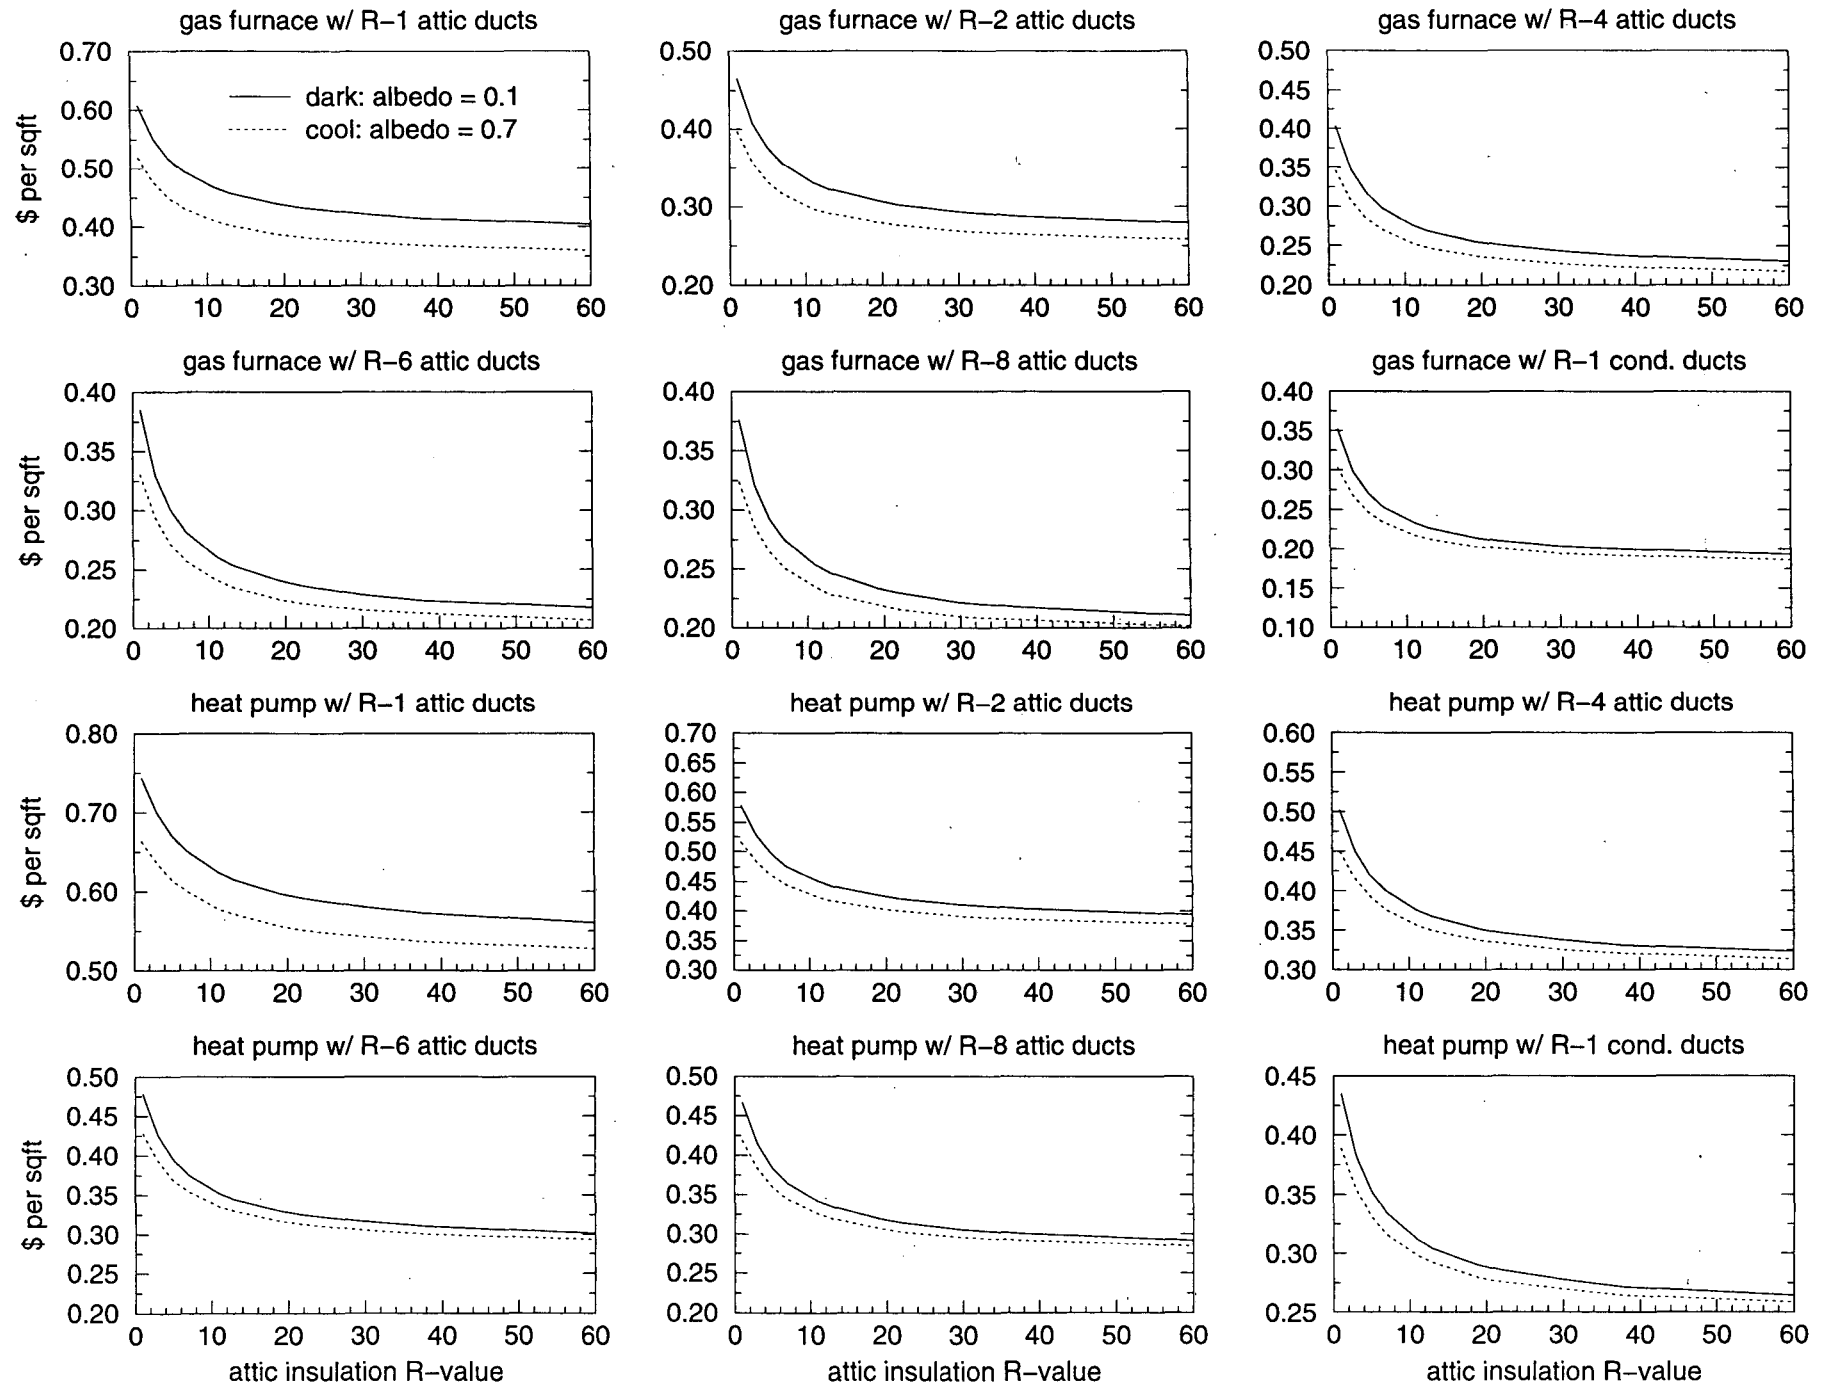 gas furnace w/ R−1 attic ducts
0.70
0.60
0.50
0.40
0.30
$ per sqft
dark: albedo = 0.1
cool: albedo = 0.7
0 10 20 30 40 50 60
gas furnace w/ R−2 attic ducts
0.50
0.40
0.30
0.20
0 10 20 30 40 50 60
gas furnace w/ R−4 attic ducts
0.50
0.45
0.40
0.35
0.30
0.25
0.20
0 10 20 30 40 50 60
gas furnace w/ R−6 attic ducts
0.40
0.35
0.30
0.25
0.20
$ per sqft
0 10 20 30 40 50 60
gas furnace w/ R−8 attic ducts
0.40
0.35
0.30
0.25
0.20
0 10 20 30 40 50 60
gas furnace w/ R−1 cond. ducts
0.40
0.35
0.30
0.25
0.20
0.15
0.10
0 10 20 30 40 50 60
heat pump w/ R−1 attic ducts
0.80
0.70
0.60
0.50
$ per sqft
0 10 20 30 40 50 60
heat pump w/ R−2 attic ducts
0.70
0.65
0.60
0.55
0.50
0.45
0.40
0.35
0.30
0 10 20 30 40 50 60
heat pump w/ R−4 attic ducts
0.60
0.55
0.50
0.45
0.40
0.35
0.30
0 10 20 30 40 50 60
heat pump w/ R−6 attic ducts
0.50
0.45
0.40
0.35
0.30
0.25
0.20
$ per sqft
0 10 20 30 40 50 60
attic insulation R−value
heat pump w/ R−8 attic ducts
0.50
0.45
0.40
0.35
0.30
0.25
0.20
0 10 20 30 40 50 60
attic insulation R−value
heat pump w/ R−1 cond. ducts
0.45
0.40
0.35
0.30
0.25
0 10 20 30 40 50 60
attic insulation R−value